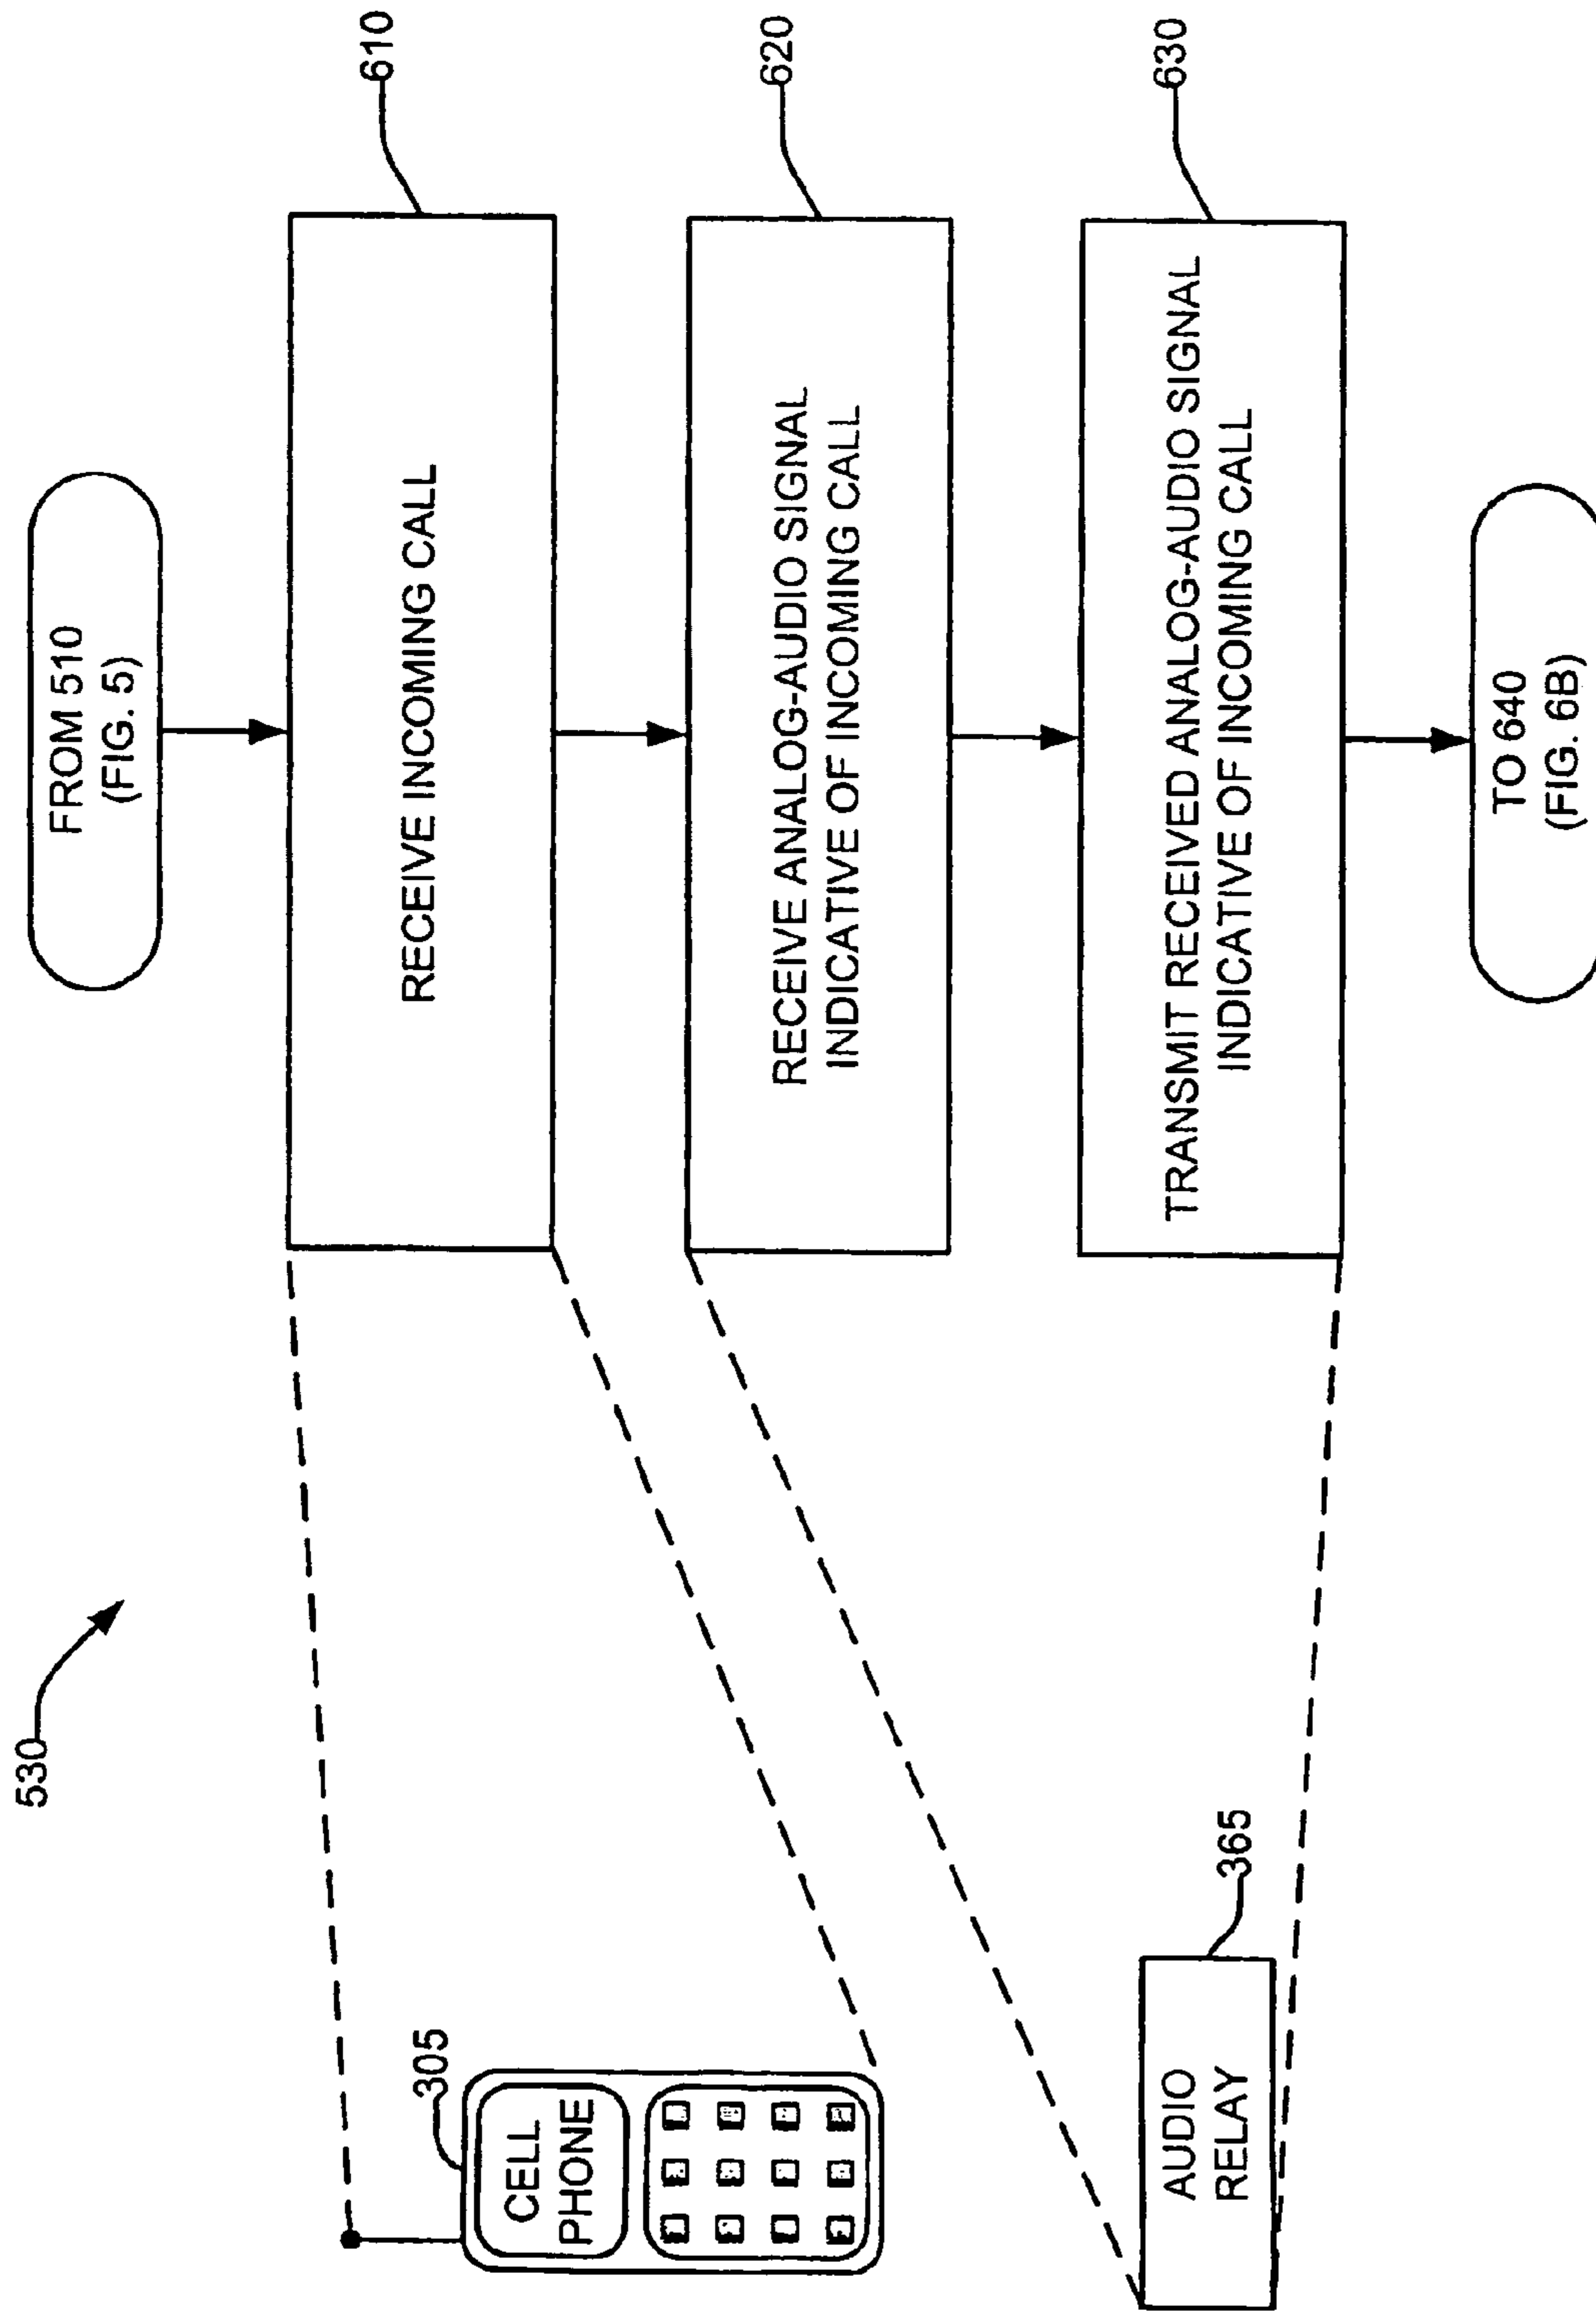 530
FROM 510
(FIG. 5)
610
RECEIVE INCOMING CALL
305
CELL
PHONE
620
RECEIVE ANALOG-AUDIO SIGNAL
INDICATIVE OF INCOMING CALL
630
TRANSMIT RECEIVED ANALOG-AUDIO SIGNAL
INDICATIVE OF INCOMING CALL
365
AUDIO
RELAY
TO 640
(FIG. 6B)